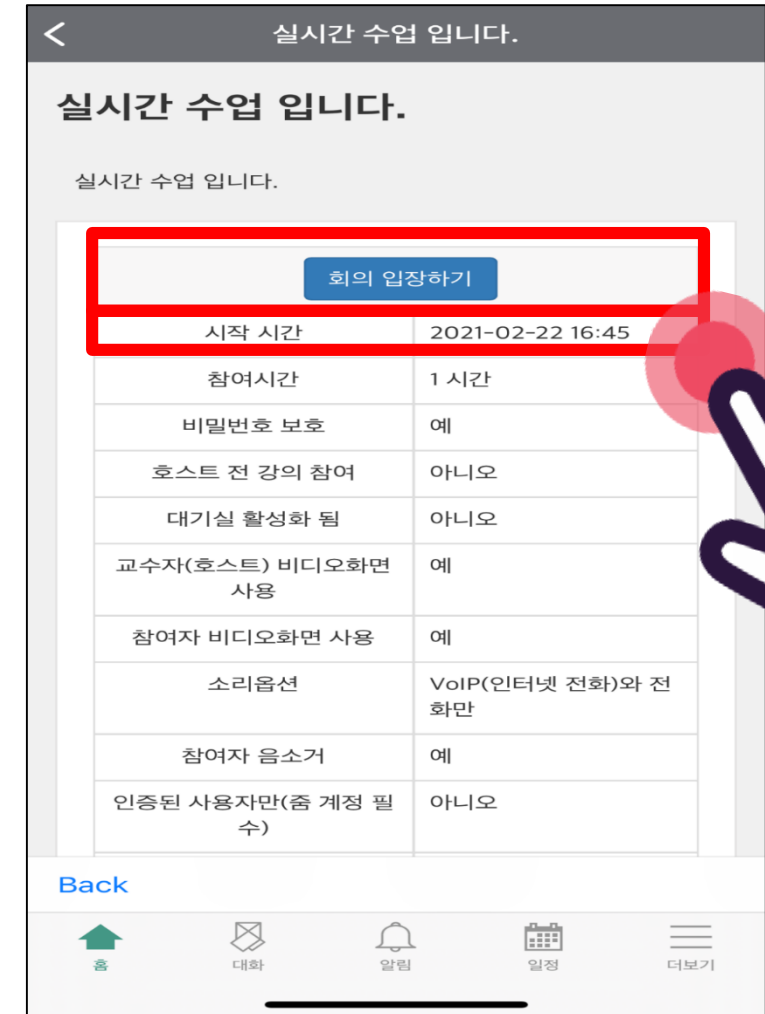 실시간 수업 입니다.
실시간 수업 입니다.
실시간 수업 입니다.
회의 입장하기
시작 시간 2021-02-22 16:45
참여시간 1 시간
비밀번호 보호 예
호스트 전 강의 참여 아니오
대기실 활성화 됨 아니오
교수자(호스트) 비디오화면 예
사용
참여자 비디오화면 사용 예
소리옵션 VoIP(인터넷 전화)와 전
화만
참여자 음소거 예
인증된 사용자만(줌 계정 필 아니오
수)
Back
홈 대화 알림 일정 더보기